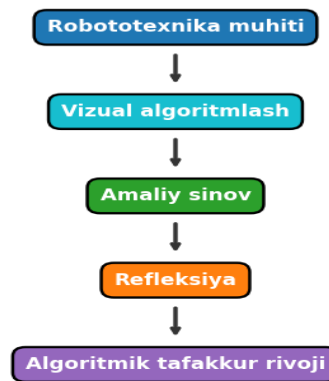 Robototexnika muhiti
Vizual algoritmlash
Amaliy sinov
Refleksiya
Algoritmik tafakkur rivoji